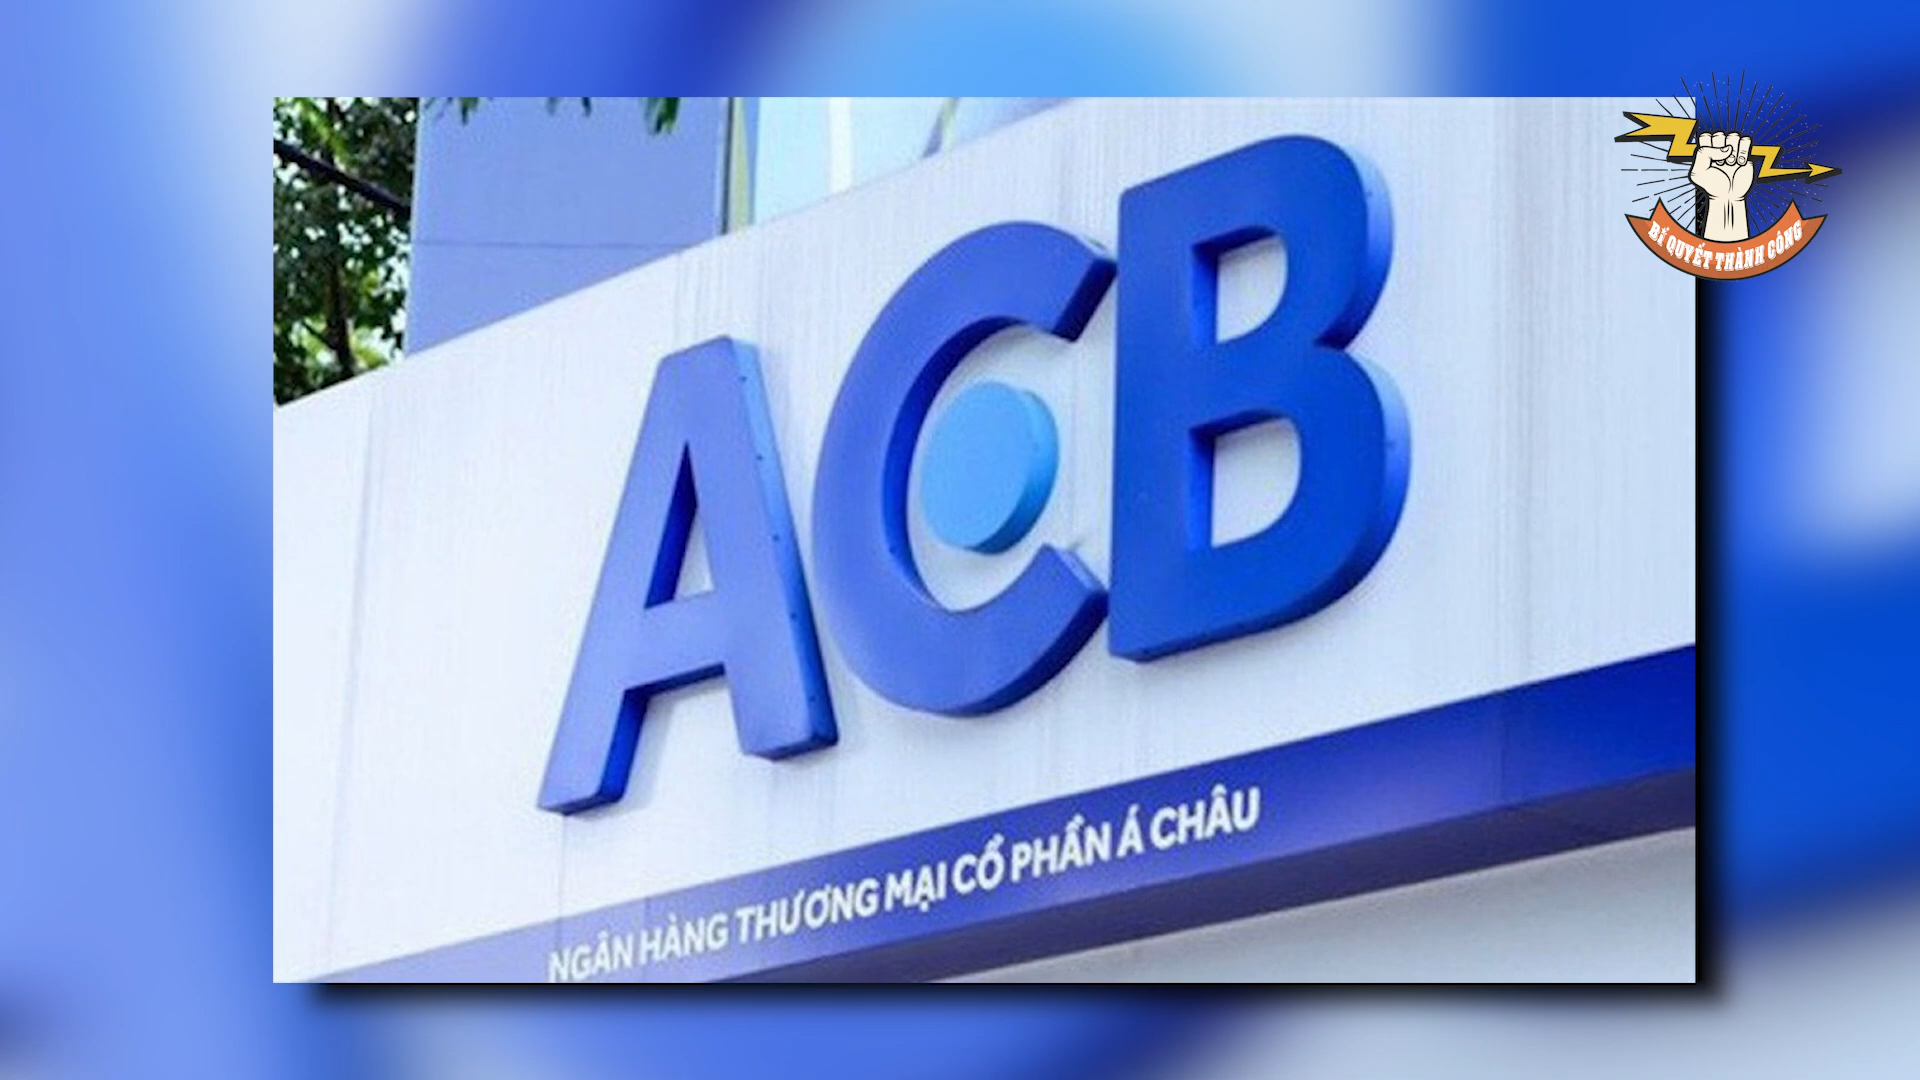 BÍ QUYẾT THÀNH CÔNG
ACB
NGÂN HÀNG THƯƠNG MẠI CỔ PHẦN Á CHÂU